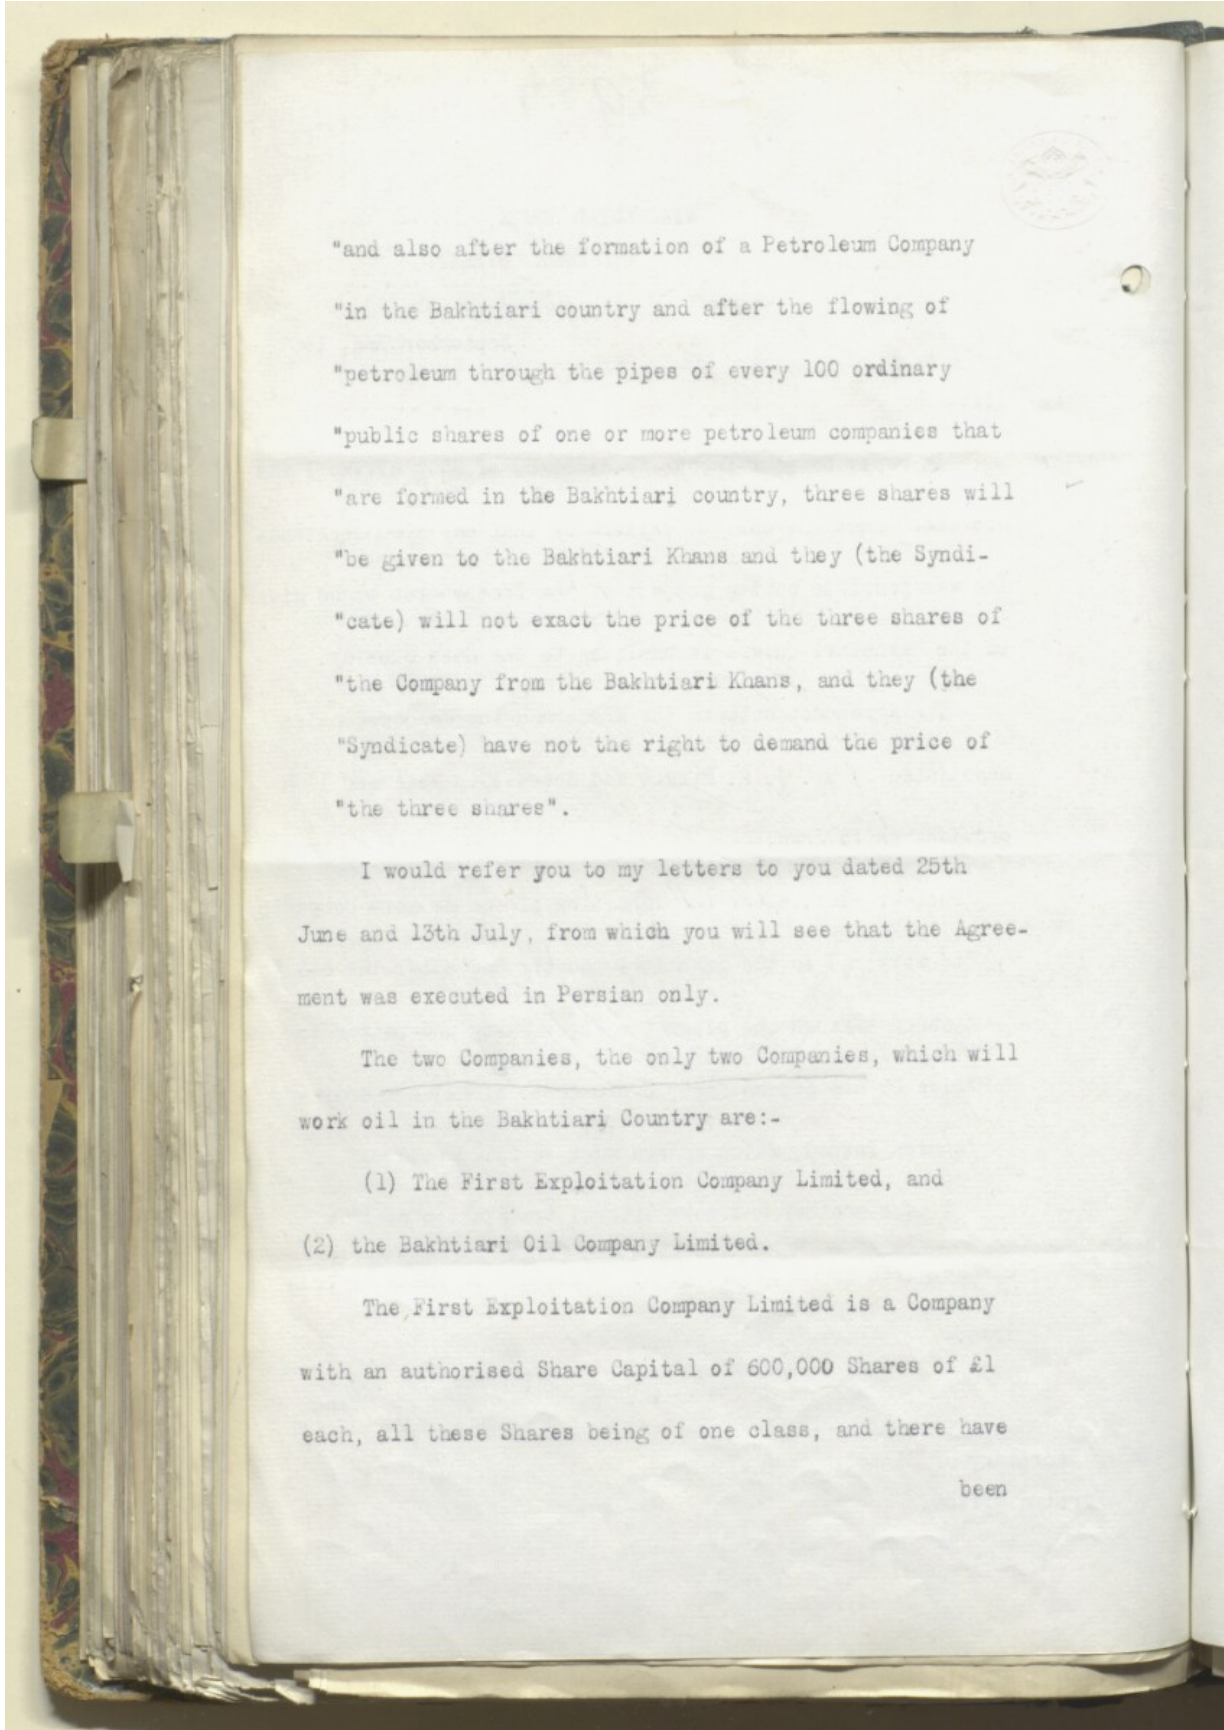 "and also after the formation of a Petroleum Company
"in the Bakhtiari country and after the flowing of
"petroleum through the pipes of every 100 ordinary
"public shares of one or more petroleum companies that
"are formed in the Bakhtiari country, three shares will
"be given to the Bakhtiari Khans and they (the Syndi-
"cate) will not exact the price of the three shares of
"the Company from the Bakhtiari Khans, and they (the
"Syndicate) have not the right to demand the price of
"the three shares".
I would refer you to my letters to you dated 25th
June and 13th July, from which you will see that the Agree-
ment was executed in Persian only.
The two Companies, the only two Companies, which will
work oil in the Bakhtiari Country are:-
(1) The First Exploitation Company Limited, and
(2) the Bakhtiari Oil Company Limited.
The First Exploitation Company Limited is a Company
with an authorised Share Capital of 600,000 Shares of £1
each, all these Shares being of one class, and there have
been